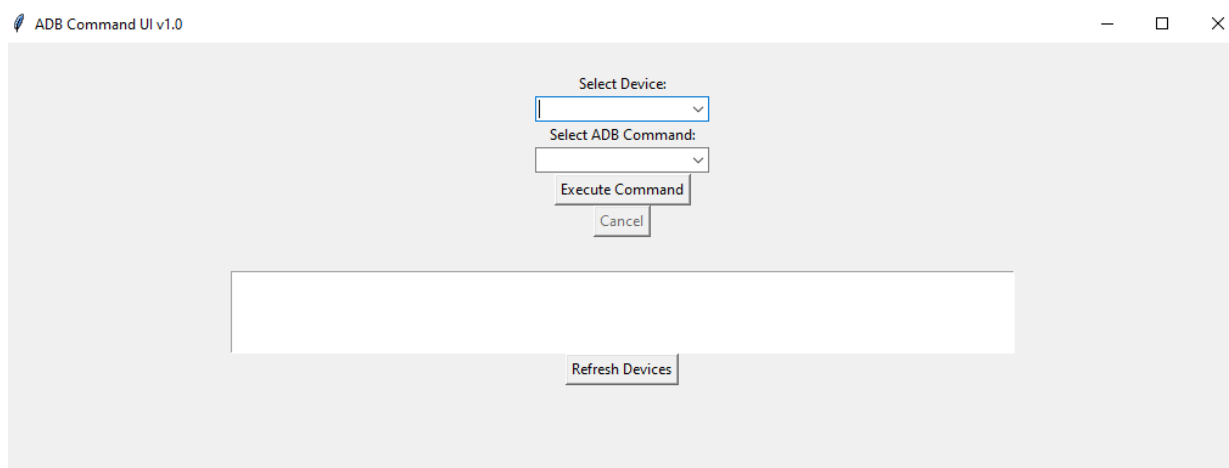 ADB Command UI v1.0
Select Device:
Select ADB Command:
Execute Command
Cancel
Refresh Devices